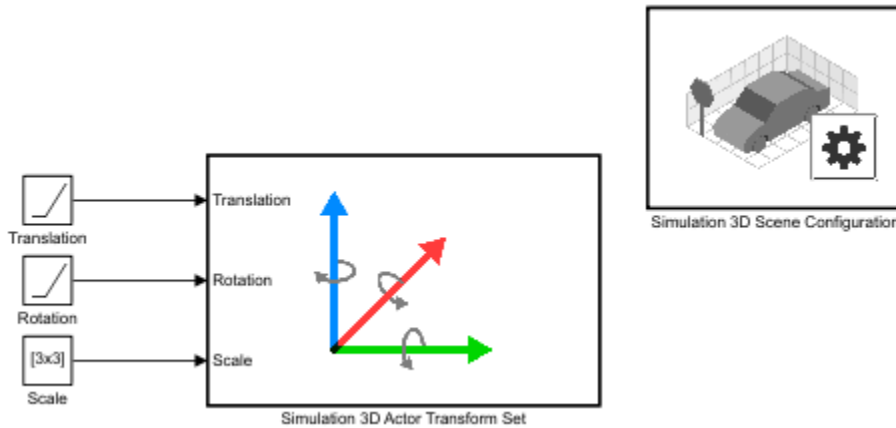 Simulation 3D Scene Configuration
Translation
Translation
Rotation
Rotation
[3x3]
Scale
Scale
Simulation 3D Actor Transform Set